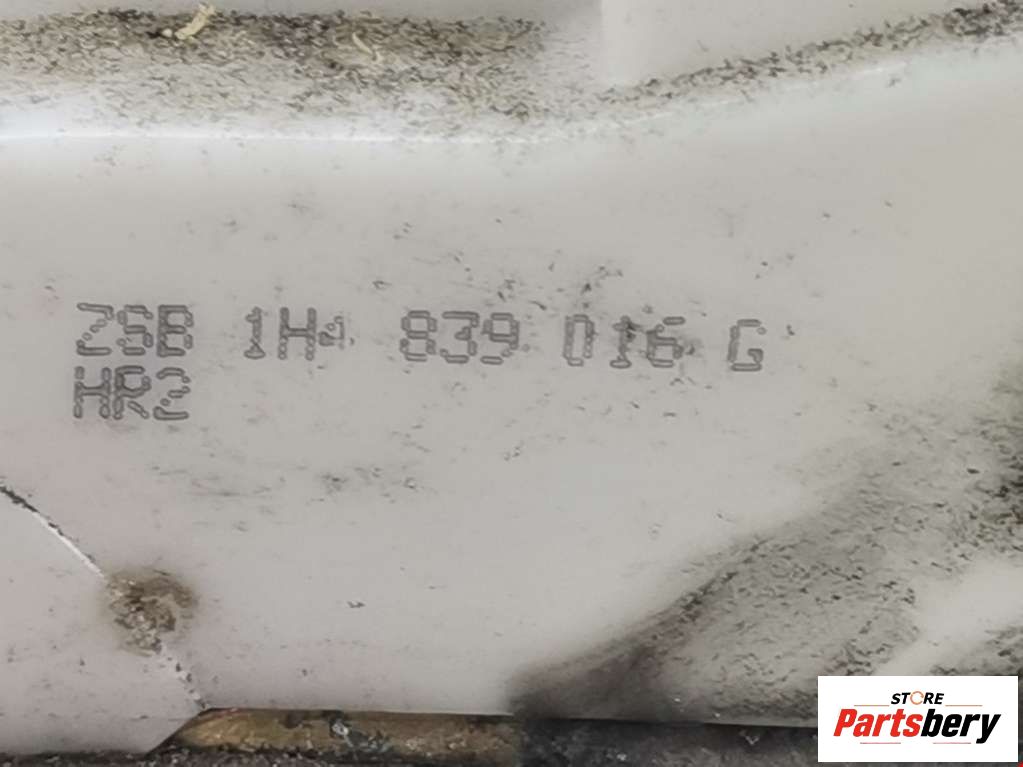 ZSB 1H4 839 016 G
HR2
STORE
Partsbery